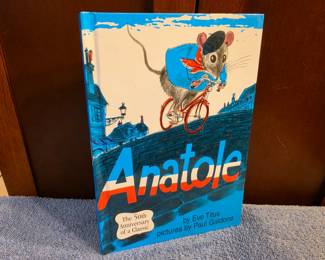 Anatole
The 50th
Anniversary
of a Classic
by Eve Titus
pictures by Paul Galdone